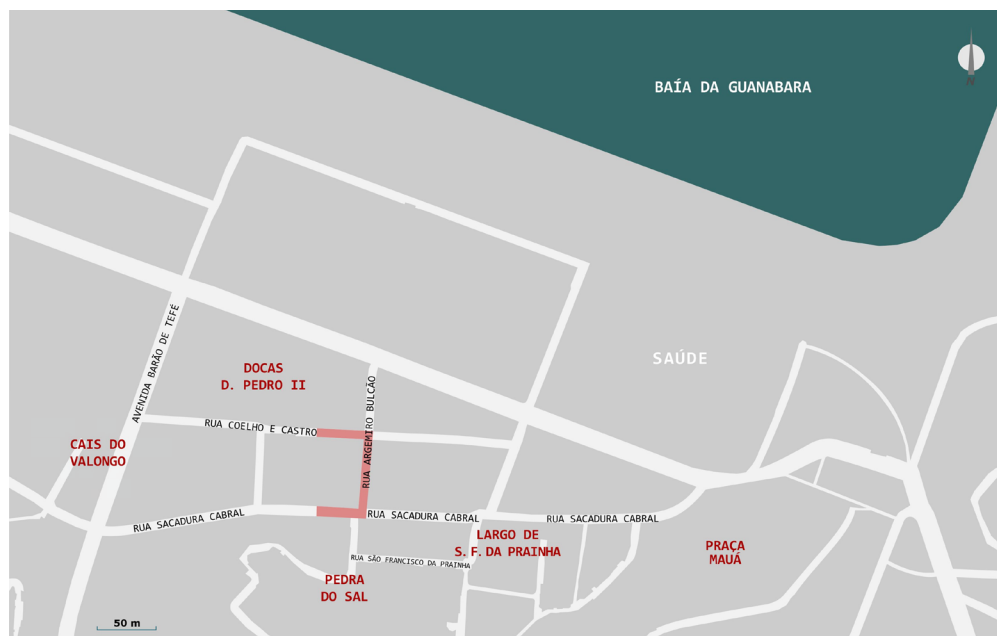 BAÍA DA GUANABARA
N
SAÚDE
AVENIDA BARÃO DE TEFÉ
DOCAS
D. PEDRO II
RUA ARGEMIRO BULCÃO
RUA COELHO E CASTRO
CAIS DO
VALONGO
RUA SACADURA CABRAL
RUA SACADURA CABRAL
RUA SACADURA CABRAL
LARGO DE
S.F.DA PRAINHA
PRAÇA
MAUÁ
RUA SÃO FRANCISCO DA PRAINHA
PEDRA
DO SAL
50 m